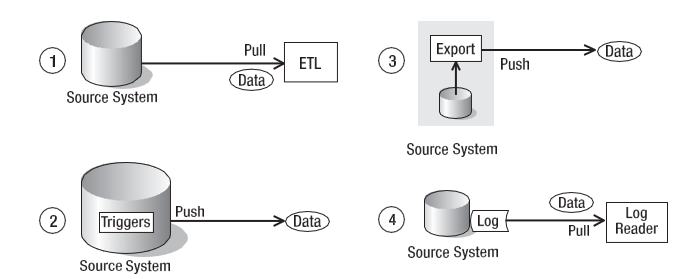 1
Pull
Data
ETL
Source System
3
Export
Push
Data
Source System
2
Triggers
Push
Data
Source System
4
Log
Data
Pull
Log
Reader
Source System